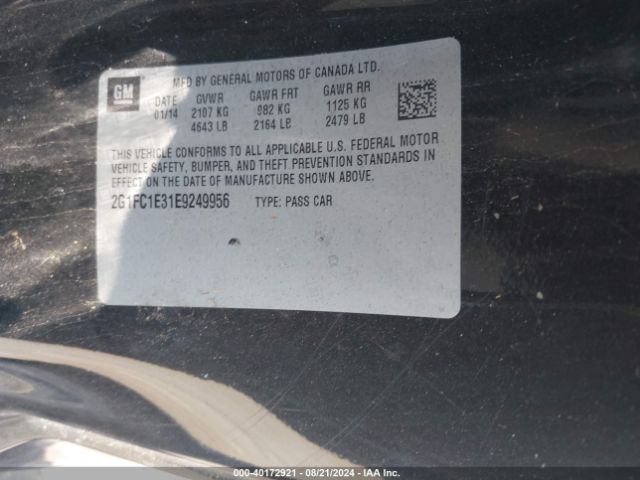 GM
MFD BY GENERAL MOTORS OF CANADA LTD.
DATE GVWR GAWR FRT GAWR RR
01/14 2107 KG 982 KG 1125 KG
4643 LB 2164 LB 2479 LB
THIS VEHICLE CONFORMS TO ALL APPLICABLE U.S. FEDERAL MOTOR
VEHICLE SAFETY, BUMPER, AND THEFT PREVENTION STANDARDS IN
EFFECT ON THE DATE OF MANUFACTURE SHOWN ABOVE.
2G1FC1E31E9249956 TYPE: PASS CAR
000-40172921 - 08/21/2024 - IAA Inc.